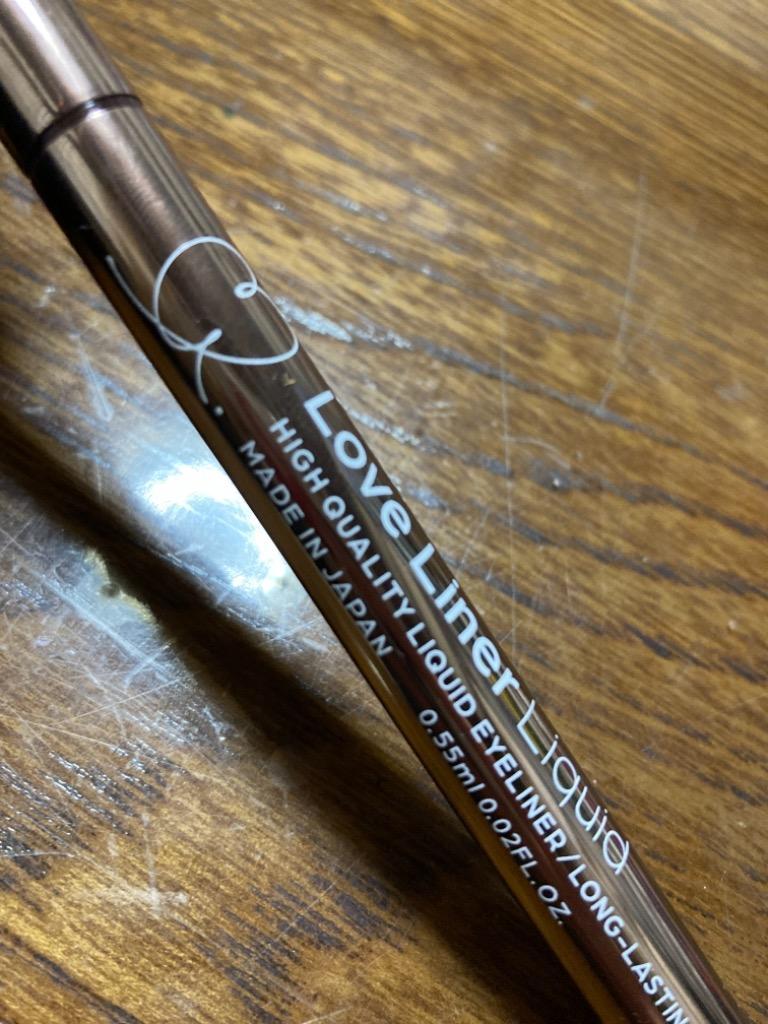 Love Liner Liquid
HIGH QUALITY LIQUID EYELINER/LONG-LASTIN
MADE IN JAPAN
0.55ml 0.02FL.OZ.